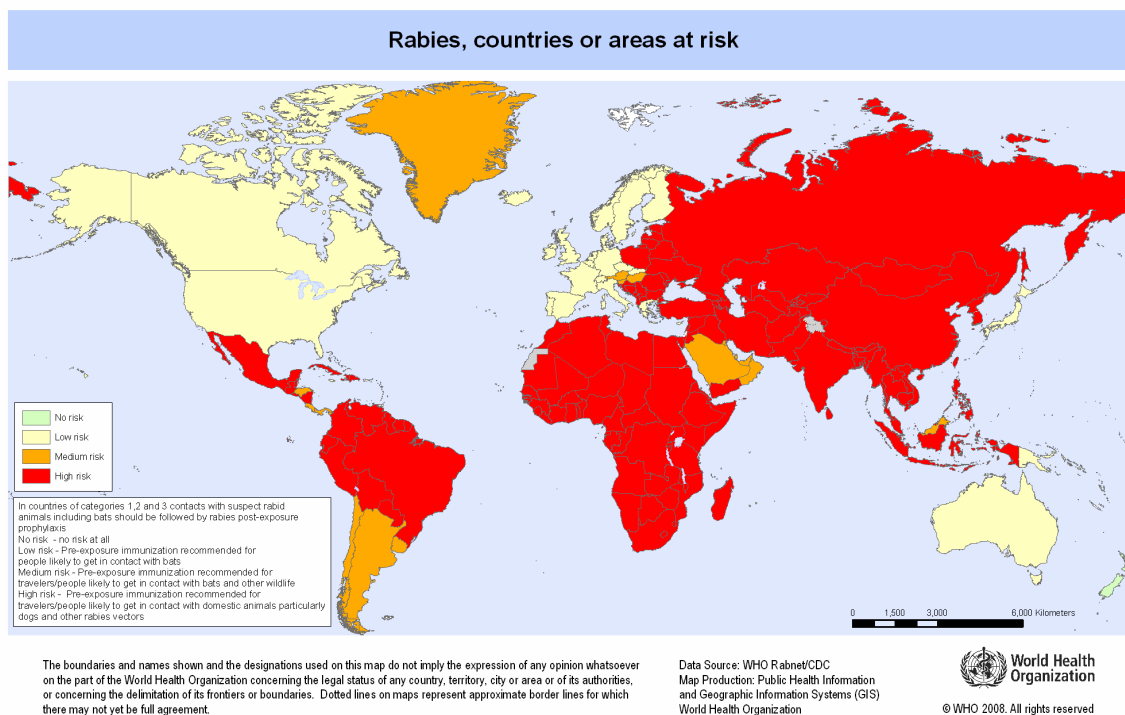 Rabies, countries or areas at risk
No risk
Low risk
Medium risk
High risk
In countries of categories 1,2 and 3 contacts with suspect rabid
animals including bats should be followed by rabies post-exposure
prophylaxis
No risk - no risk at all
Low risk - Pre-exposure immunization recommended for
people likely to get in contact with bats
Medium risk - Pre-exposure immunization recommended for
travelers/people likely to get in contact with bats and other wildlife
High risk - Pre-exposure immunization recommended for
travelers/people likely to get in contact with domestic animals particularly
dogs and other rabies vectors
0 1,500 3,000 6,000 Kilometers
The boundaries and names shown and the designations used on this map do not imply the expression of any opinion whatsoever
on the part of the World Health Organization concerning the legal status of any country, territory, city or area or of its authorities,
or concerning the delimitation of its frontiers or boundaries. Dotted lines on maps represent approximate border lines for which
there may not yet be full agreement.
Data Source: WHO Rabnet/CDC
Map Production: Public Health Information
and Geographic Information Systems (GIS)
World Health Organization
World Health
Organization
© WHO 2008. All rights reserved